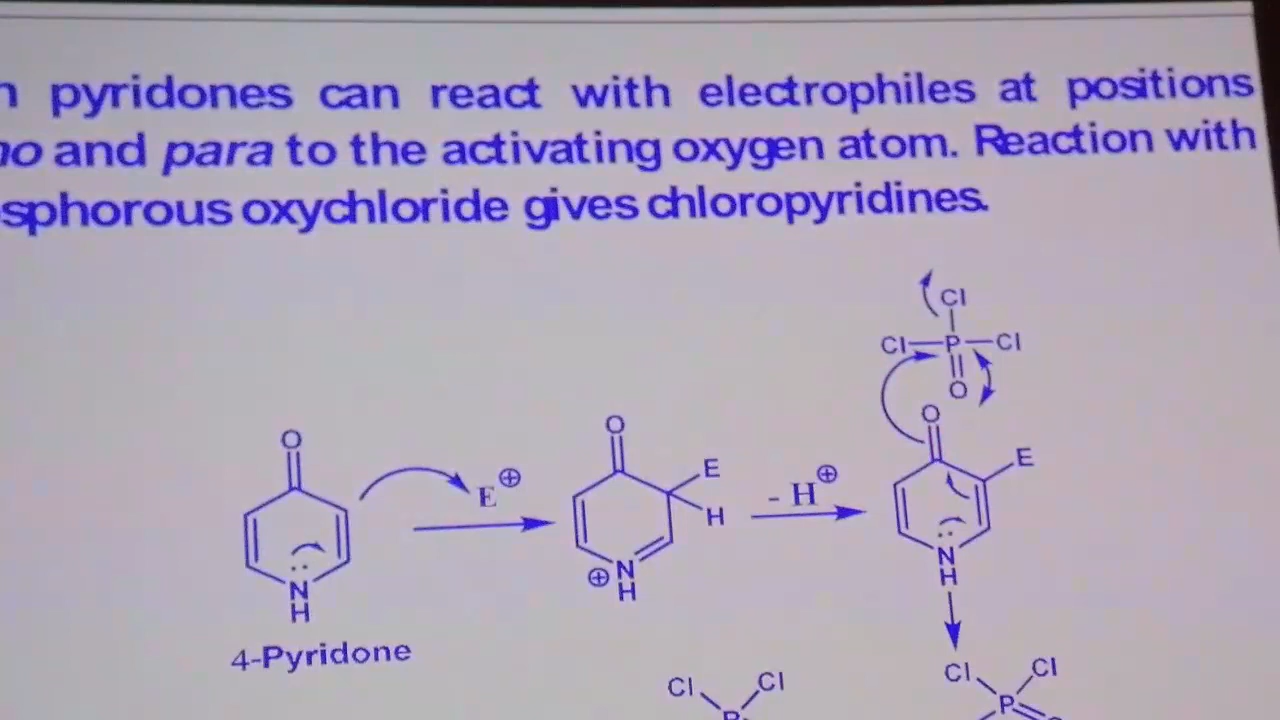 pyridones can react with electrophiles at positions
and para to the activating oxygen atom. Reaction with
sphorous oxychloride gives chloropyridines.
Cl
Cl P Cl
O
O O O
E⊕ E - H⊕ E
H
N N N
H ⊕ H H
4-Pyridone
Cl Cl Cl Cl
P